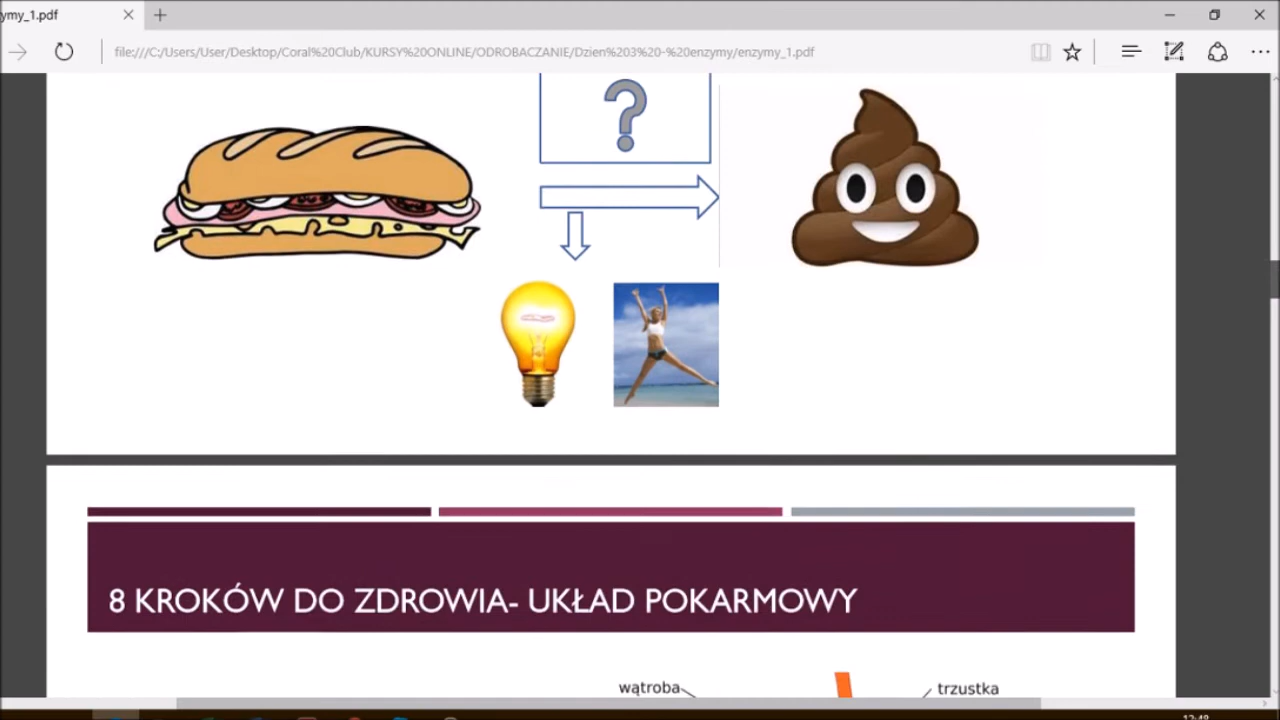 zymy_1.pdf
file:///C:/Users/User/Desktop/Coral%20Club/KURSY%20ONLINE/ODROBACZANIE/Dzien%203%20-%20enzymy/enzymy_1.pdf
?
8 KROKÓW DO ZDROWIA- UKŁAD POKARMOWY
wątroba
trzustka